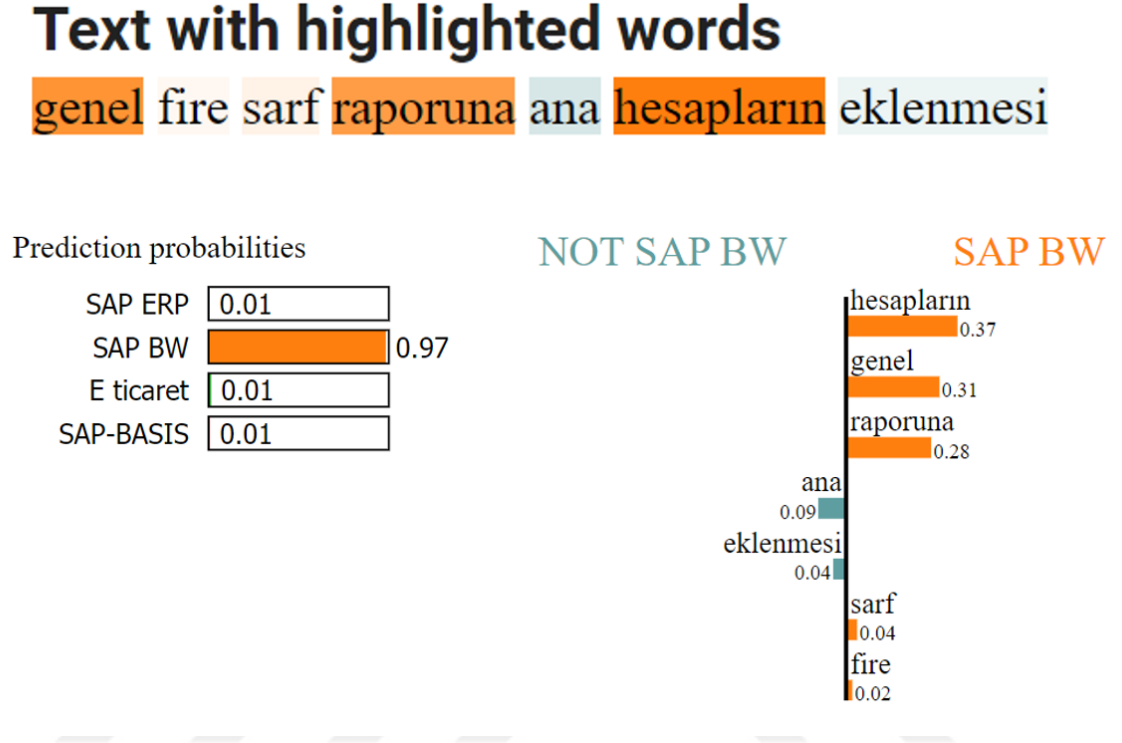 Text with highlighted words
genel fire sarf raporuna ana hesapların eklenmesi
Prediction probabilities
SAP ERP 0.01
SAP BW 0.97
E ticaret 0.01
SAP-BASIS 0.01
NOT SAP BW SAP BW
hesapların
0.37
genel
0.31
raporuna
0.28
ana
0.09
eklenmesi
0.04
sarf
0.04
fire
0.02